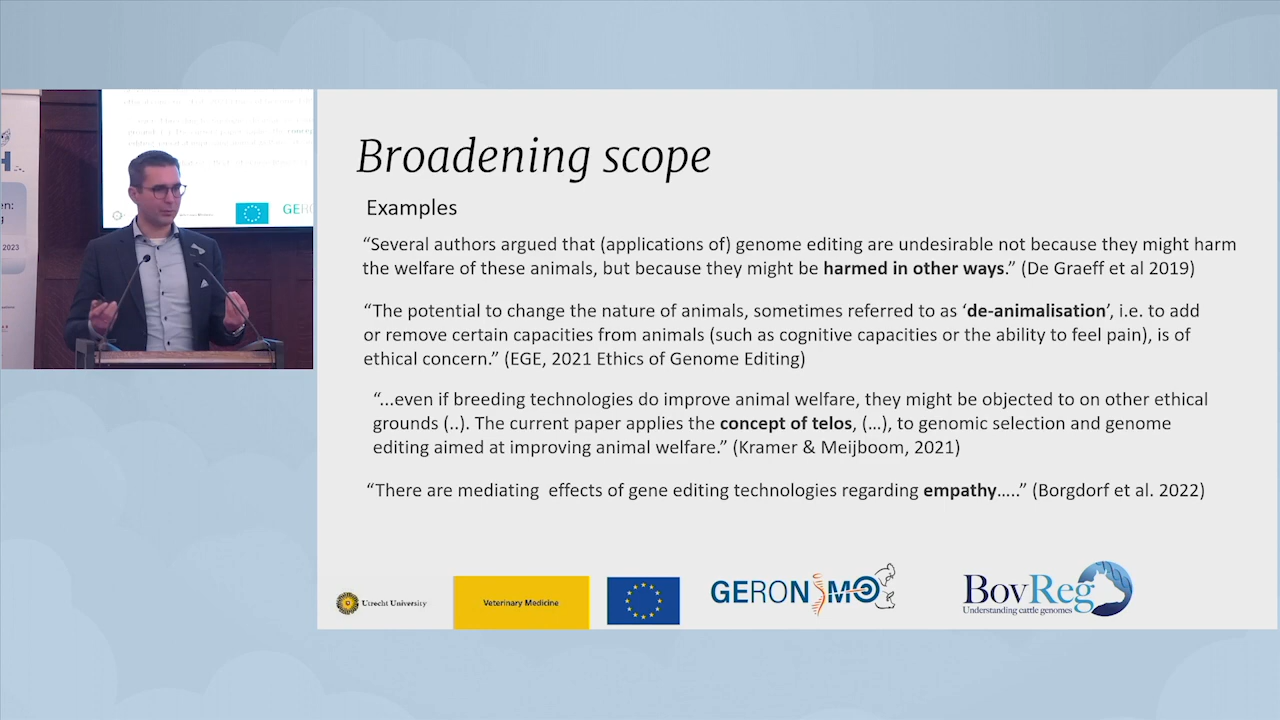 Broadening scope
Examples
“Several authors argued that (applications of) genome editing are undesirable not because they might harm
the welfare of these animals, but because they might be harmed in other ways.” (De Graeff et al 2019)
“The potential to change the nature of animals, sometimes referred to as ‘de-animalisation’, i.e. to add
or remove certain capacities from animals (such as cognitive capacities or the ability to feel pain), is of
ethical concern.” (EGE, 2021 Ethics of Genome Editing)
“...even if breeding technologies do improve animal welfare, they might be objected to on other ethical
grounds (..). The current paper applies the concept of telos, (…), to genomic selection and genome
editing aimed at improving animal welfare.” (Kramer & Meijboom, 2021)
“There are mediating effects of gene editing technologies regarding empathy…..” (Borgdorf et al. 2022)
Utrecht University
Veterinary Medicine
GERONIMO
BovReg
Understanding cattle genomes
H
2023
GER